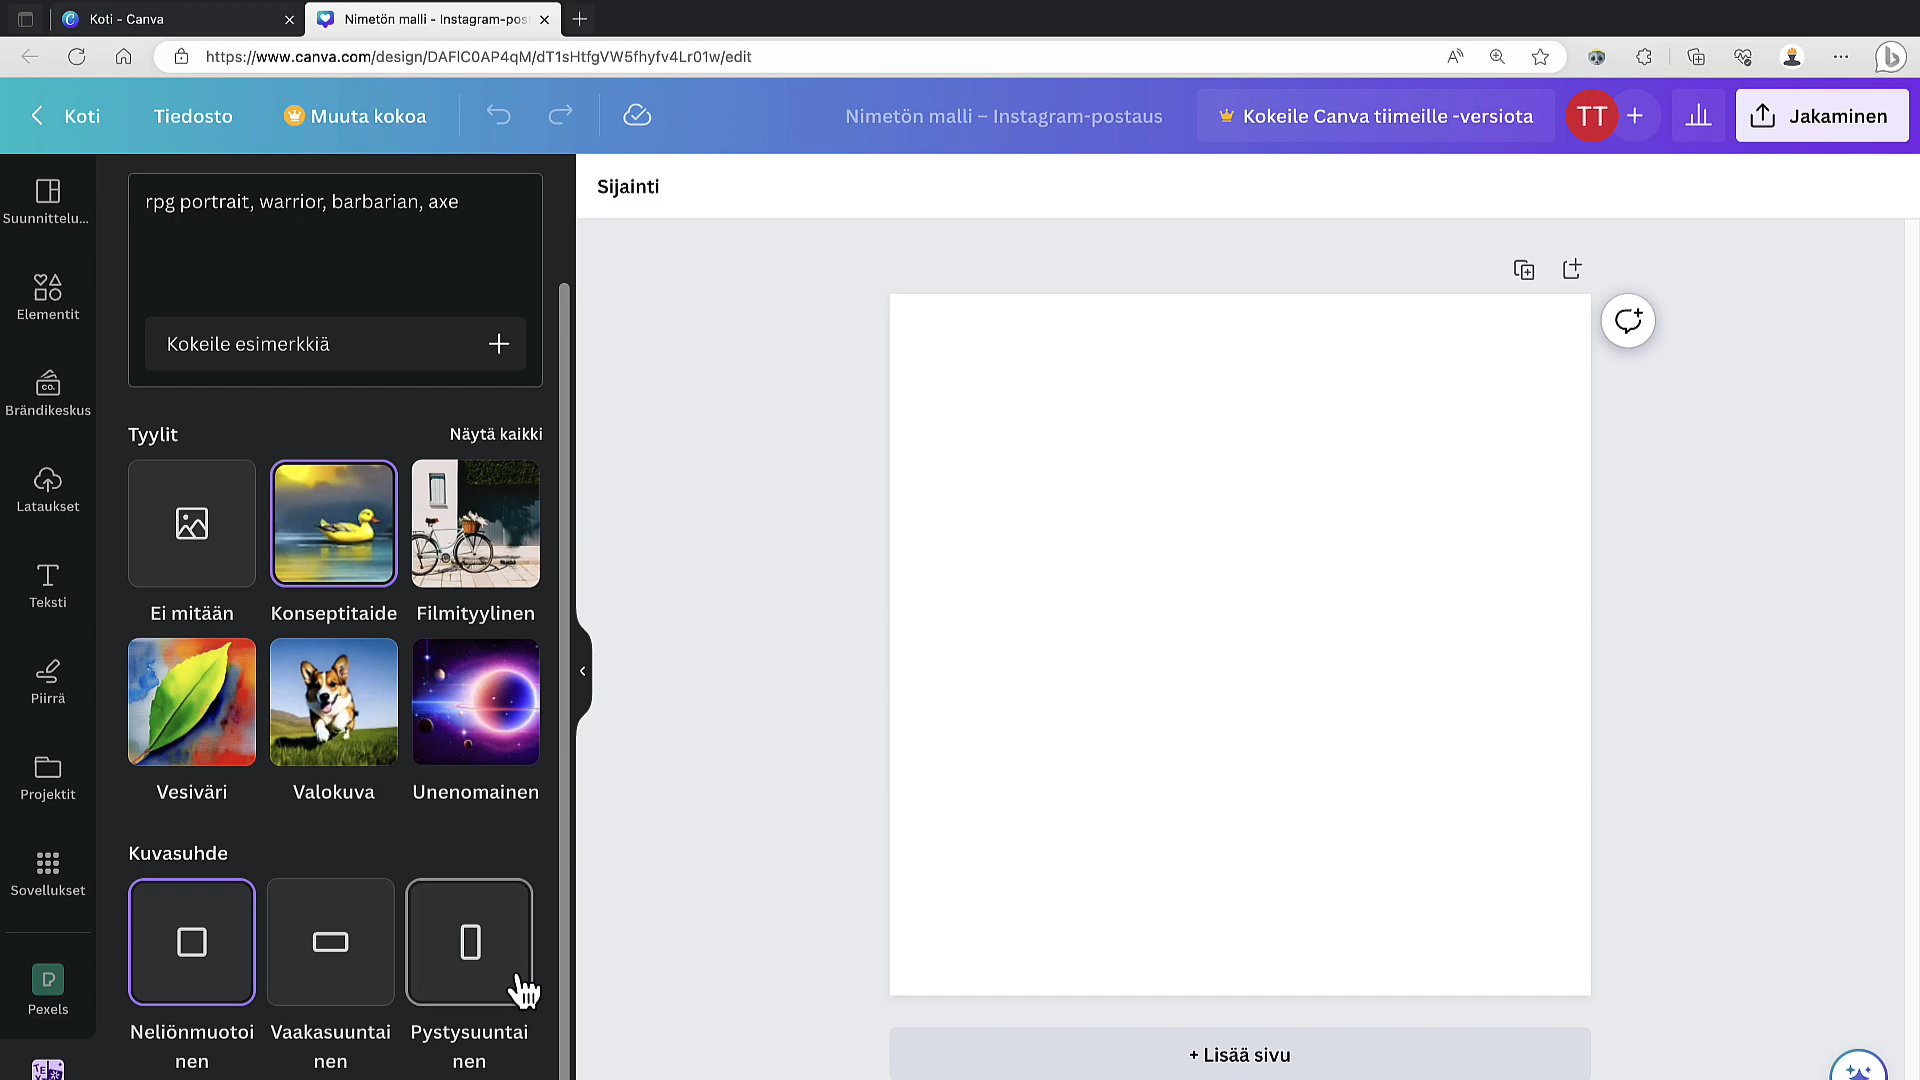 Koti - Canva
Nimetön malli - Instagram-pos
https://www.canva.com/design/DAFlC0AP4qM/dT1sHtfgVW5fhyfv4Lr01w/edit
Koti
Tiedosto
Muuta kokoa
Nimetön malli – Instagram-postaus
Kokeile Canva tiimeille -versiota
TT
Jakaminen
Suunnittelu...
Elementit
CO.
Brändikeskus
Lataukset
Teksti
Piirrä
Projektit
Sovellukset
Pexels
rpg portrait, warrior, barbarian, axe
Kokeile esimerkkiä
Tyylit
Näytä kaikki
Ei mitään
Konseptitaide
Filmityylinen
Vesiväri
Valokuva
Unenomainen
Kuvasuhde
Neliönmuotoi
nen
Vaakasuuntai
nen
Pystysuuntai
nen
Sijainti
+ Lisää sivu